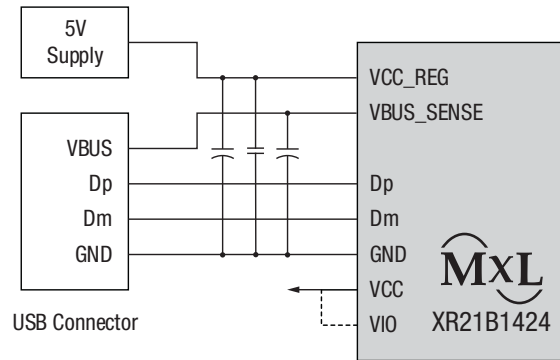 5V
Supply
VCC_REG
VBUS_SENSE
VBUS
Dp
Dp
Dm
Dm
GND
GND
VCC
VIO
MxL
XR21B1424
USB Connector